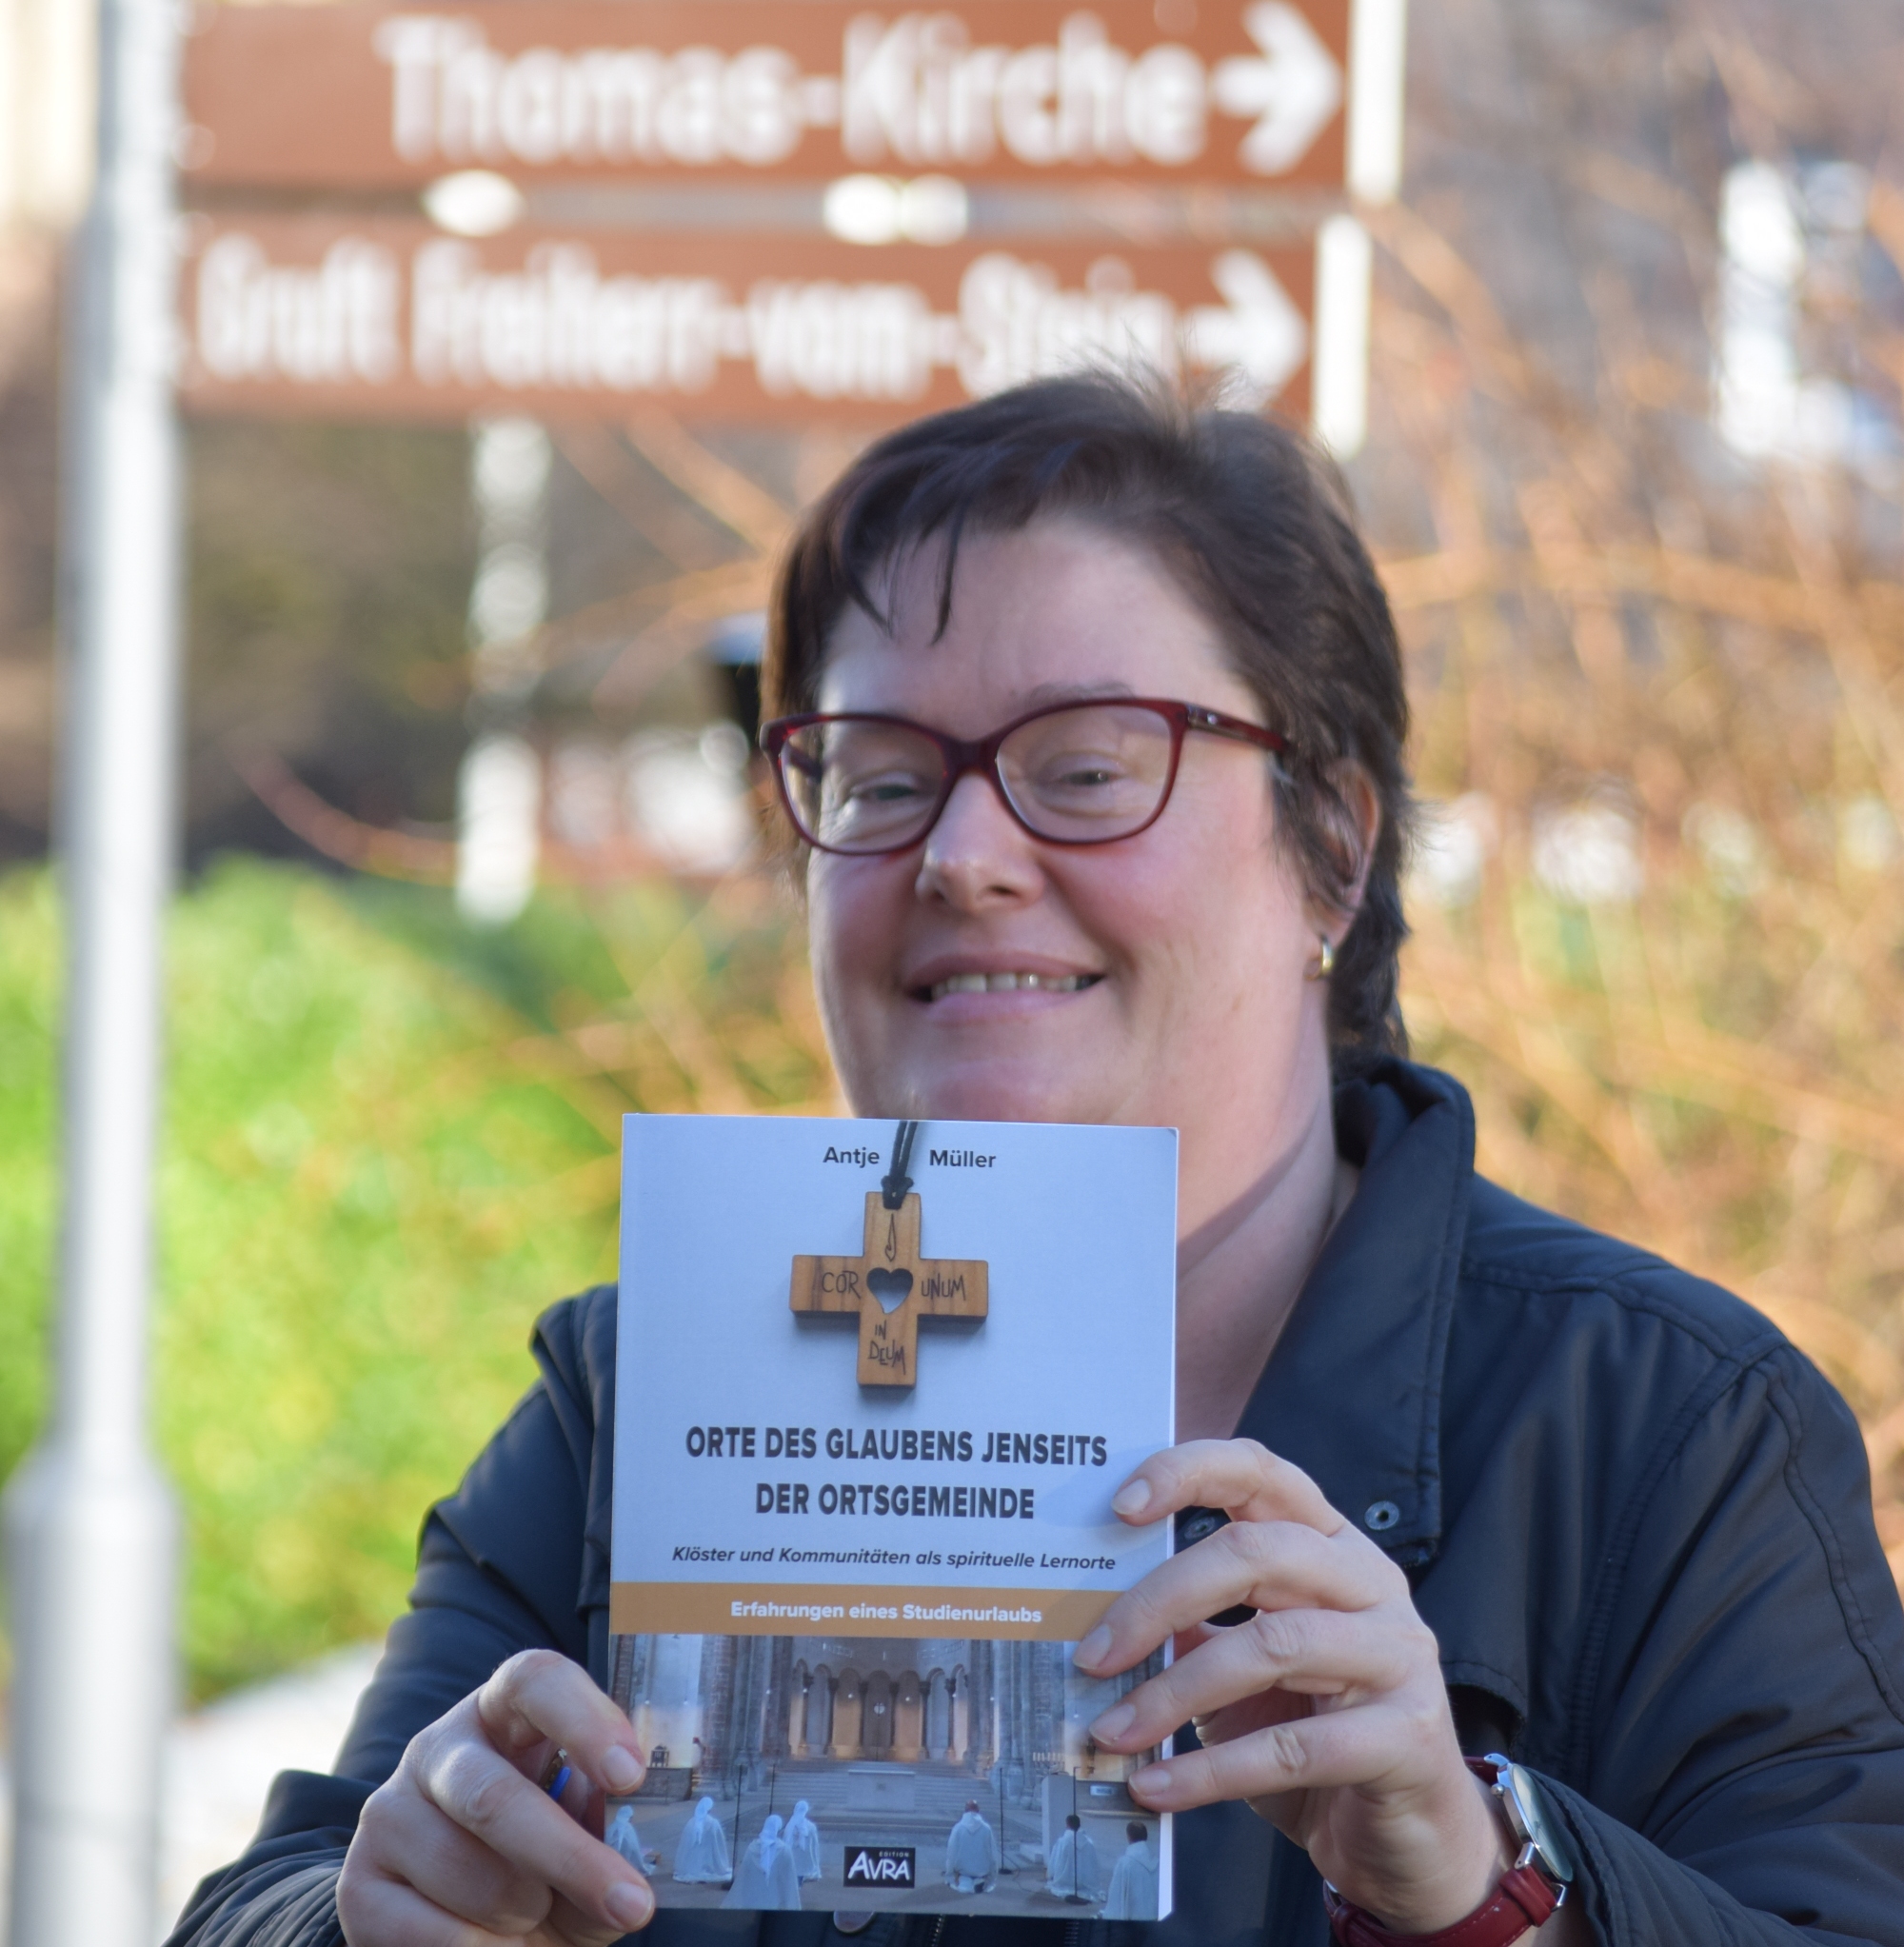 Thomas-Kirche
Gruft Freiherr-vom-Stein
Antje Müller
COR UNUM
IN
DEUM
ORTE DES GLAUBENS JENSEITS
DER ORTSGEMEINDE
Klöster und Kommunitäten als spirituelle Lernorte
Erfahrungen eines Studienurlaubs
EDITION
AVRA